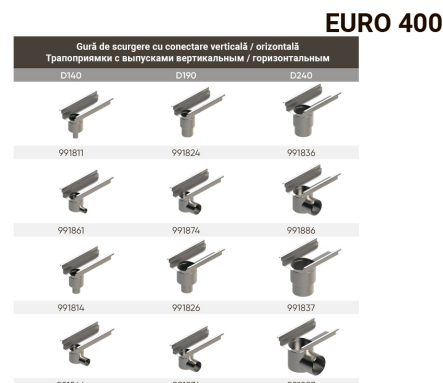 EURO 400
Gură de scurgere cu conectare verticală / orizontală
Трапоприямки с выпусками вертикальным / горизонтальным
D140 D190 D240
991811 991824 991836
991861 991874 991886
991814 991826 991837